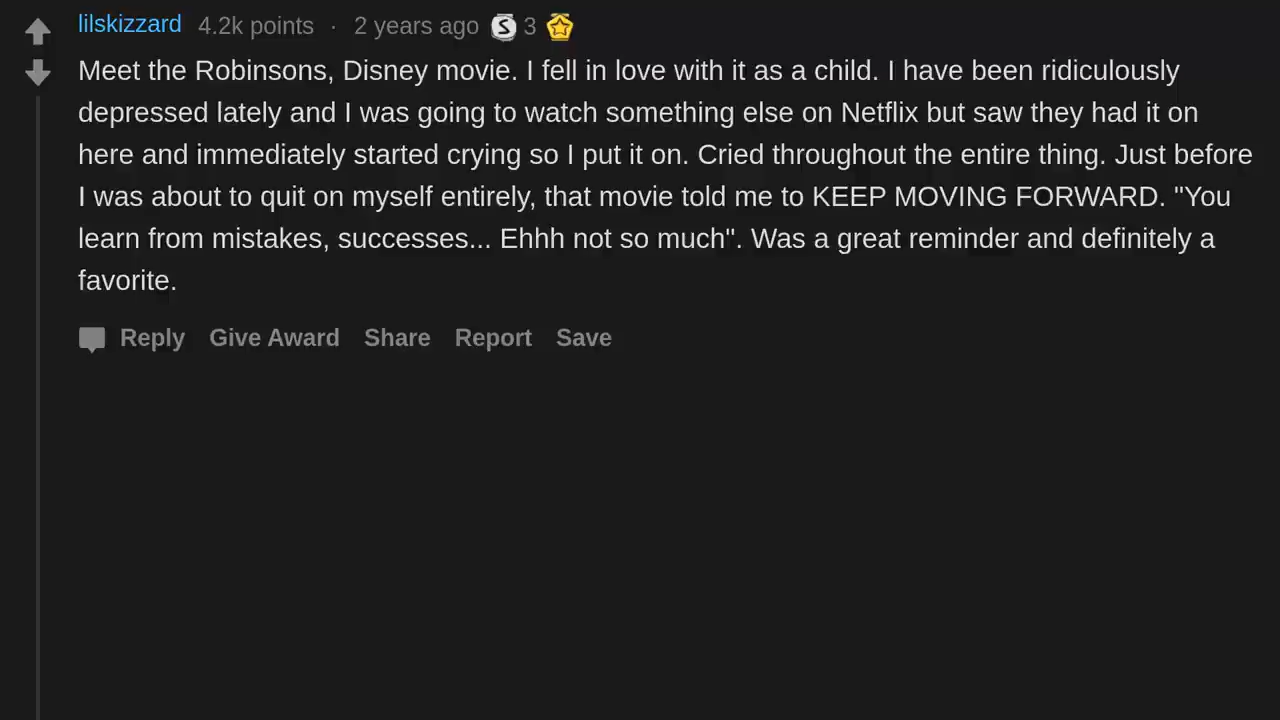 lilskizzard 4.2k points · 2 years ago S 3
Meet the Robinsons, Disney movie. I fell in love with it as a child. I have been ridiculously
depressed lately and I was going to watch something else on Netflix but saw they had it on
here and immediately started crying so I put it on. Cried throughout the entire thing. Just before
I was about to quit on myself entirely, that movie told me to KEEP MOVING FORWARD. "You
learn from mistakes, successes... Ehhh not so much". Was a great reminder and definitely a
favorite.
Reply Give Award Share Report Save